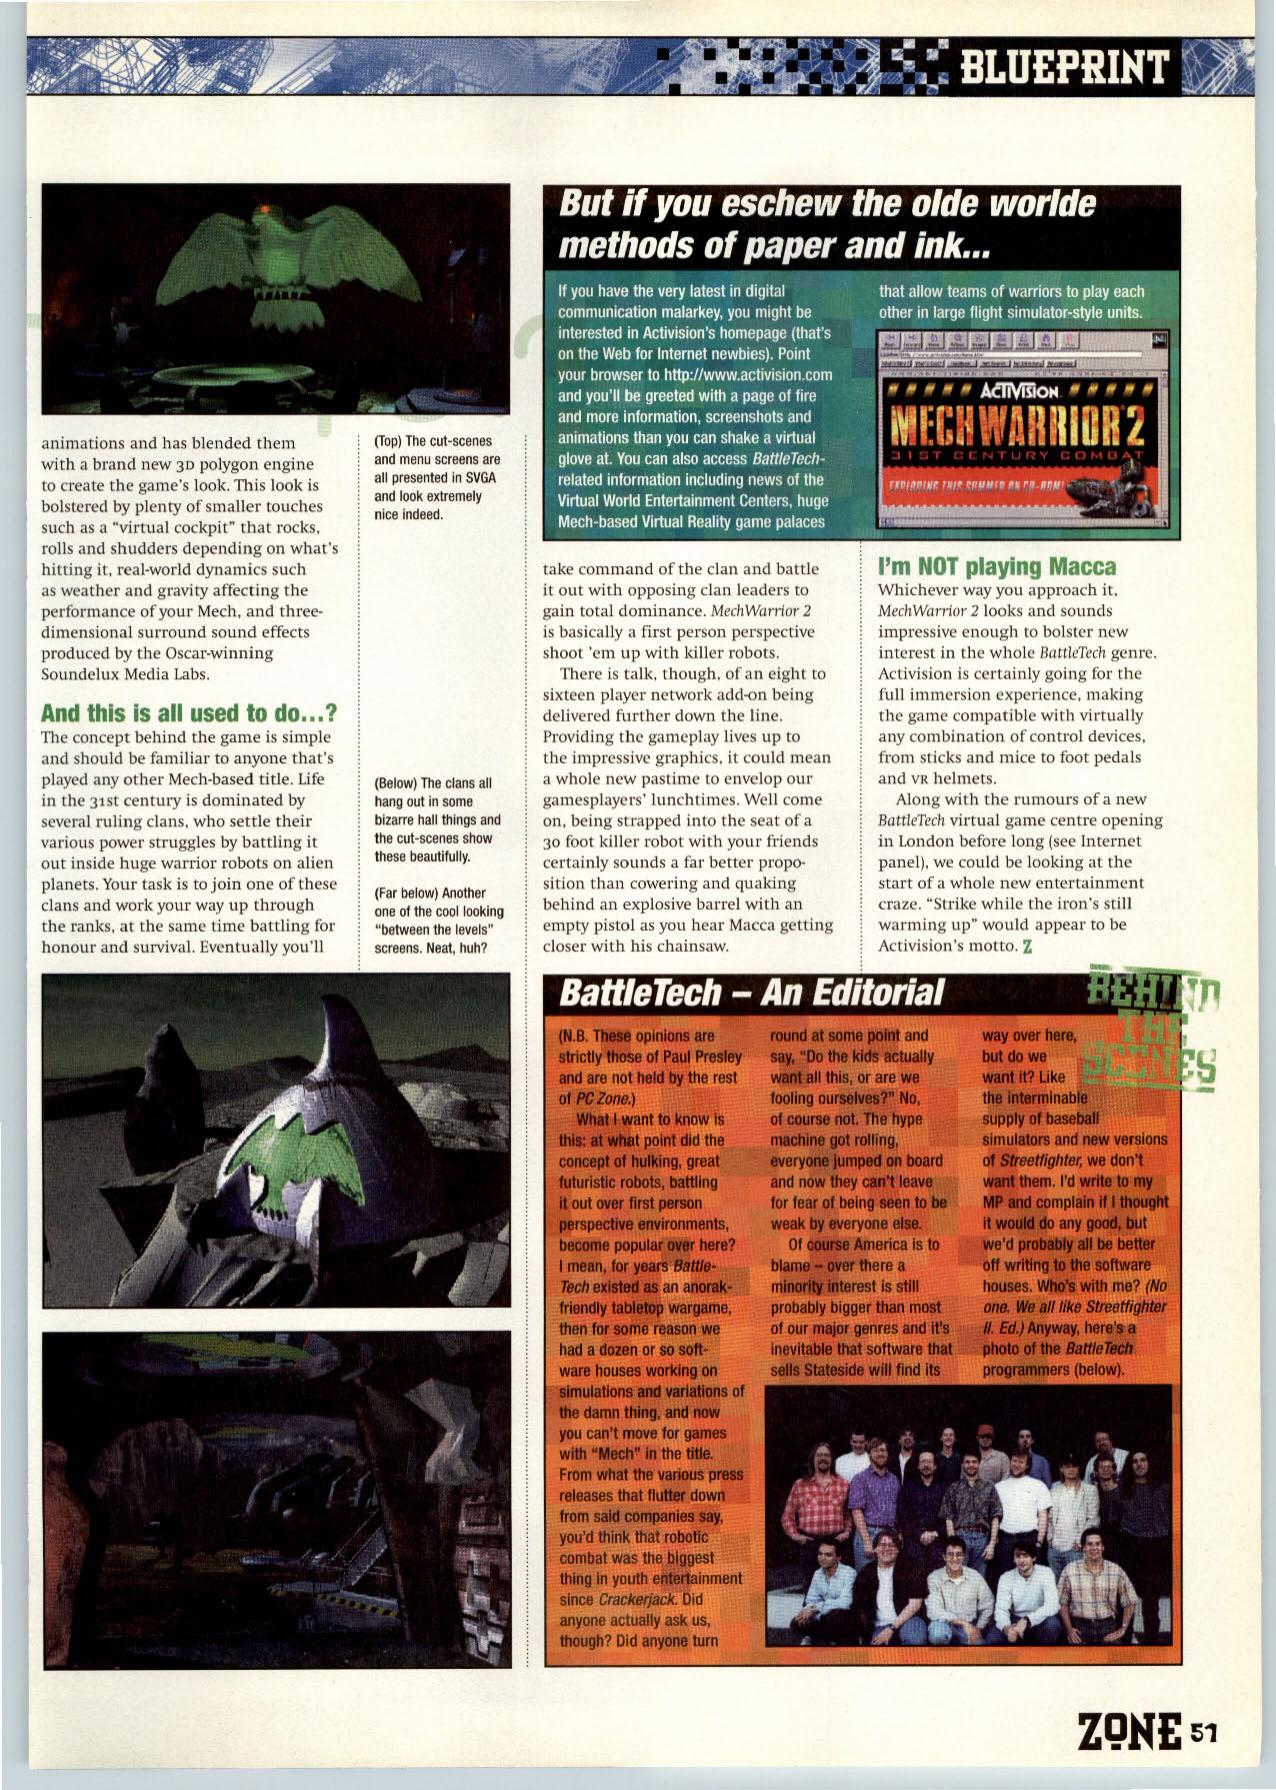 BLUEPRINT
animations and has blended them
with a brand new 3D polygon engine
to create the game's look. This look is
bolstered by plenty of smaller touches
such as a "virtual cockpit" that rocks,
rolls and shudders depending on what's
hitting it, real-world dynamics such
as weather and gravity affecting the
performance of your Mech, and three-
dimensional surround sound effects
produced by the Oscar-winning
Soundelux Media Labs.
And this is all used to do...?
The concept behind the game is simple
and should be familiar to anyone that's
played any other Mech-based title. Life
in the 31st century is dominated by
several ruling clans, who settle their
various power struggles by battling it
out inside huge warrior robots on alien
planets. Your task is to join one of these
clans and work your way up through
the ranks, at the same time battling for
honour and survival. Eventually you'll
(Top) The cut-scenes
and menu screens are
all presented in SVGA
and look extremely
nice indeed.
(Below) The clans all
hang out in some
bizarre hall things and
the cut-scenes show
these beautifully.
(Far below) Another
one of the cool looking
"between the levels"
screens. Neat, huh?
But if you eschew the olde worlde
methods of paper and ink...
If you have the very latest in digital
communication malarkey, you might be
interested in Activision's homepage (that's
on the Web for Internet newbies). Point
your browser to http://www.activision.com
and you'll be greeted with a page of fire
and more information, screenshots and
animations than you can shake a virtual
glove at. You can also access BattleTech-
related information including news of the
Virtual World Entertainment Centers, huge
Mech-based Virtual Reality game palaces
that allow teams of warriors to play each
other in large flight simulator-style units.
ACTIVISION
MECHWARRIOR 2
31ST CENTURY COMBAT
EXPLODING THIS SUMMER ON CD-ROM!
take command of the clan and battle
it out with opposing clan leaders to
gain total dominance. MechWarrior 2
is basically a first person perspective
shoot 'em up with killer robots.
There is talk, though, of an eight to
sixteen player network add-on being
delivered further down the line.
Providing the gameplay lives up to
the impressive graphics, it could mean
a whole new pastime to envelop our
gamesplayers' lunchtimes. Well come
on, being strapped into the seat of a
30 foot killer robot with your friends
certainly sounds a far better propo-
sition than cowering and quaking
behind an explosive barrel with an
empty pistol as you hear Macca getting
closer with his chainsaw.
I'm NOT playing Macca
Whichever way you approach it,
MechWarrior 2 looks and sounds
impressive enough to bolster new
interest in the whole BattleTech genre.
Activision is certainly going for the
full immersion experience, making
the game compatible with virtually
any combination of control devices,
from sticks and mice to foot pedals
and VR helmets.
Along with the rumours of a new
BattleTech virtual game centre opening
in London before long (see Internet
panel), we could be looking at the
start of a whole new entertainment
craze. "Strike while the iron's still
warming up" would appear to be
Activision's motto. Z
BattleTech – An Editorial
BEHIND
THE
SCENES
(N.B. These opinions are
strictly those of Paul Presley
and are not held by the rest
of PC Zone.)
What I want to know is
this: at what point did the
concept of hulking, great
futuristic robots, battling
it out over first person
perspective environments,
become popular over here?
I mean, for years Battle-
Tech existed as an anorak-
friendly tabletop wargame,
then for some reason we
had a dozen or so soft-
ware houses working on
simulations and variations of
the damn thing, and now
you can't move for games
with "Mech" in the title.
From what the various press
releases that flutter down
from said companies say,
you'd think that robotic
combat was the biggest
thing in youth entertainment
since Crackerjack. Did
anyone actually ask us,
though? Did anyone turn
round at some point and
say, "Do the kids actually
want all this, or are we
fooling ourselves?" No,
of course not. The hype
machine got rolling,
everyone jumped on board
and now they can't leave
for fear of being seen to be
weak by everyone else.
Of course America is to
blame – over there a
minority interest is still
probably bigger than most
of our major genres and it's
inevitable that software that
sells Stateside will find its
way over here,
but do we
want it? Like
the interminable
supply of baseball
simulators and new versions
of Streetfighter, we don't
want them. I'd write to my
MP and complain if I thought
it would do any good, but
we'd probably all be better
off writing to the software
houses. Who's with me? (No
one. We all like Streetfighter
II. Ed.) Anyway, here's a
photo of the BattleTech
programmers (below).
ZONE 51